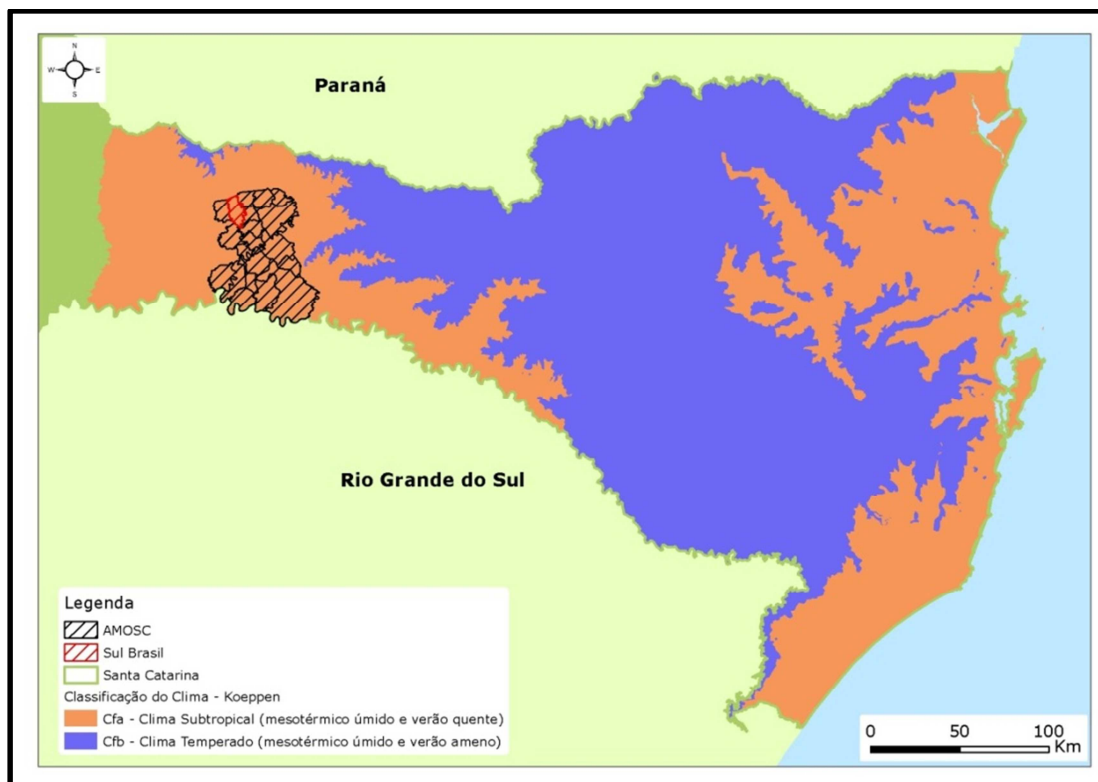 N
W E
S
Paraná
Rio Grande do Sul
Legenda
AMOSC
Sul Brasil
Santa Catarina
Classificação do Clima - Koeppen
Cfa - Clima Subtropical (mesotérmico úmido e verão quente)
Cfb - Clima Temperado (mesotérmico úmido e verão ameno)
0 50 100
Km